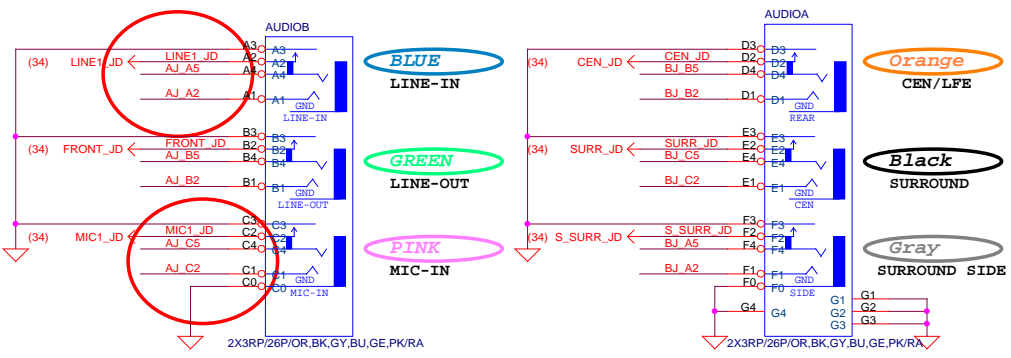 AUDIOB
A3 A3
(34) LINE1_JD LINE1_JD A2 A2
AJ_A5 A4 A4
AJ_A2 A1 A1
GND
LINE-IN
BLUE
LINE-IN
B3 B3
(34) FRONT_JD FRONT_JD B2 B2
AJ_B5 B4 B4
AJ_B2 B1 B1
GND
LINE-OUT
GREEN
LINE-OUT
C3 C3
(34) MIC1_JD MIC1_JD C2 C2
AJ_C5 C4 C4
AJ_C2 C1 C1
GND
C0 C0
MIC-IN
PINK
MIC-IN
2X3RP/26P/OR,BK,GY,BU,GE,PK/RA
AUDIOA
D3 D3
(34) CEN_JD CEN_JD D2 D2
BJ_B5 D4 D4
BJ_B2 D1 D1
GND
REAR
Orange
CEN/LFE
E3 E3
(34) SURR_JD SURR_JD E2 E2
BJ_C5 E4 E4
BJ_C2 E1 E1
GND
CEN
Black
SURROUND
F3 F3
(34) S_SURR_JD S_SURR_JD F2 F2
BJ_A5 F4 F4
BJ_A2 F1 F1
GND
F0 F0
SIDE
Gray
SURROUND SIDE
G4 G4
G1 G1
G2 G2
G3 G3
2X3RP/26P/OR,BK,GY,BU,GE,PK/RA